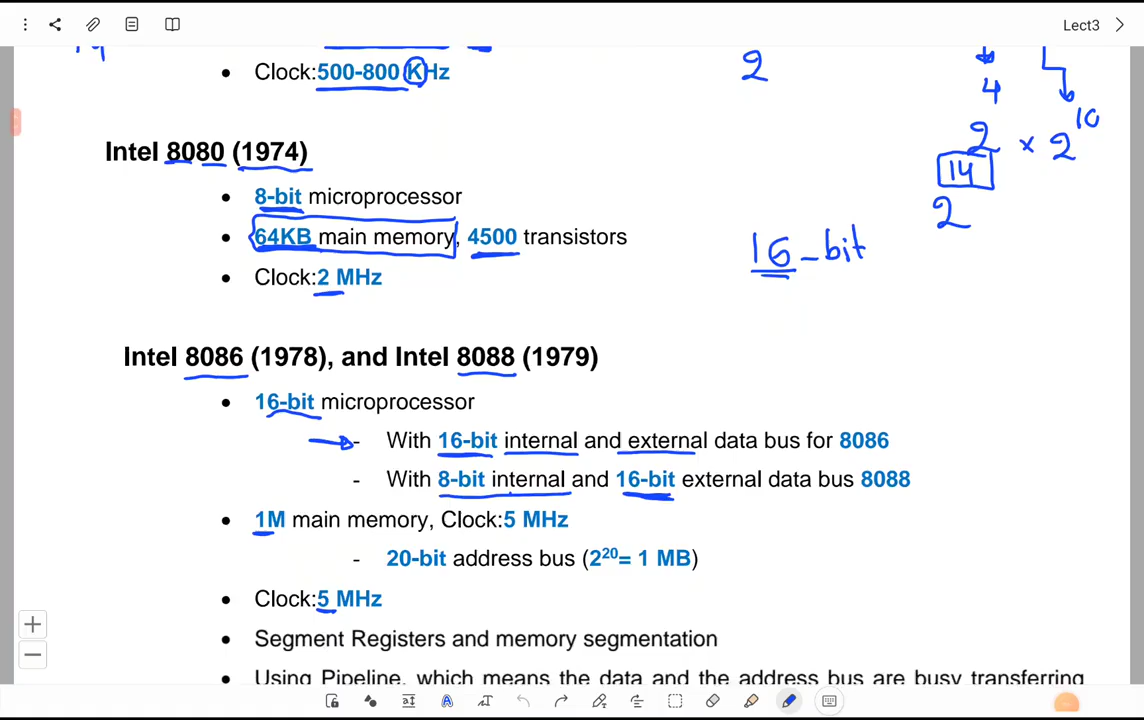 Lect3
Clock:500-800 KHz
2
4
10
2 × 2
14
2
Intel 8080 (1974)
8-bit microprocessor
64KB main memory, 4500 transistors
16-bit
Clock:2 MHz
Intel 8086 (1978), and Intel 8088 (1979)
16-bit microprocessor
- With 16-bit internal and external data bus for 8086
- With 8-bit internal and 16-bit external data bus 8088
1M main memory, Clock:5 MHz
- 20-bit address bus (2²⁰= 1 MB)
Clock:5 MHz
Segment Registers and memory segmentation
Using Pipeline, which means the data and the address bus are busy transferring